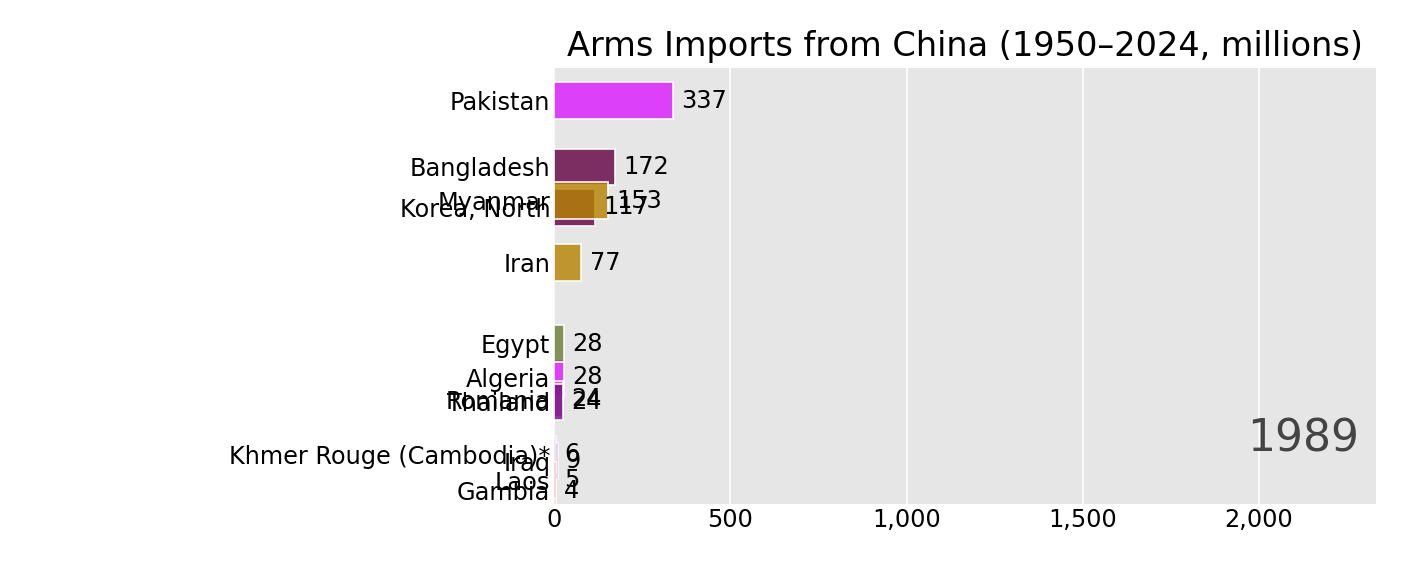 Arms Imports from China (1950–2024, millions)
Pakistan 337
Bangladesh 172
Myanmar 153
Korea, North 117
Iran 77
Egypt 28
Algeria 28
Romania 24
Thailand 24
Khmer Rouge (Cambodia)* 6
Iraq 9
Laos 5
Gambia 4
1989
0 500 1,000 1,500 2,000